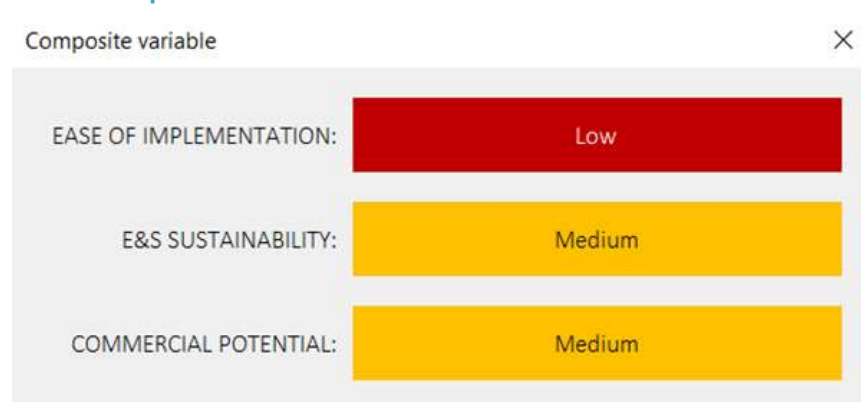 Composite variable
EASE OF IMPLEMENTATION: Low
E&S SUSTAINABILITY: Medium
COMMERCIAL POTENTIAL: Medium